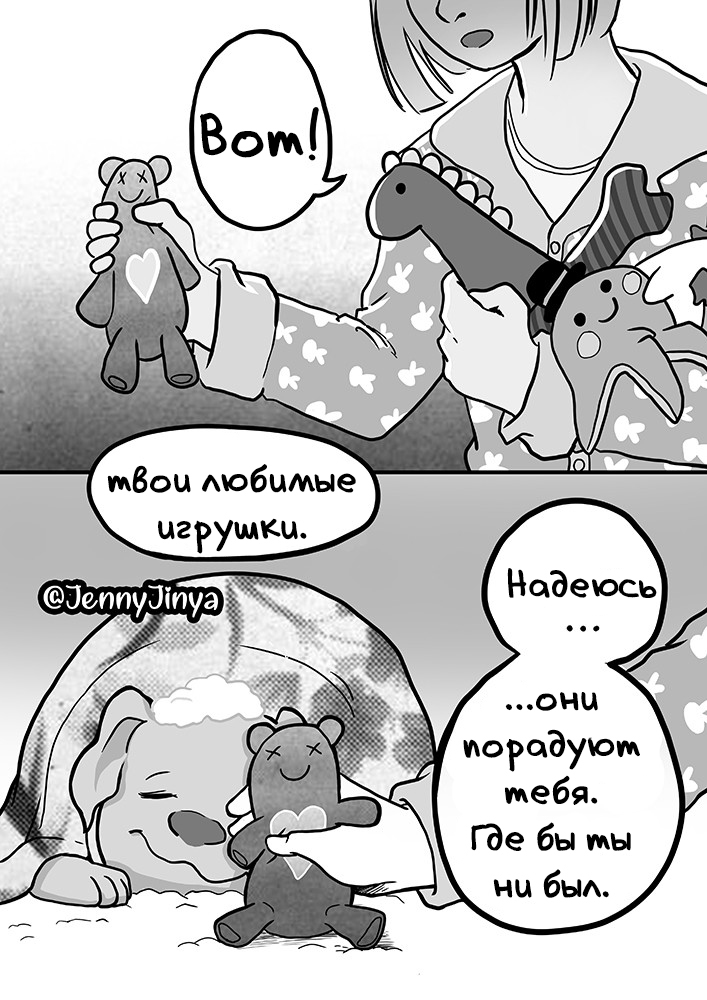 Вот!
твои любимые
игрушки.
@JennyJinya
Надеюсь
...
...они
порадуют
тебя.
Где бы ты
ни был.